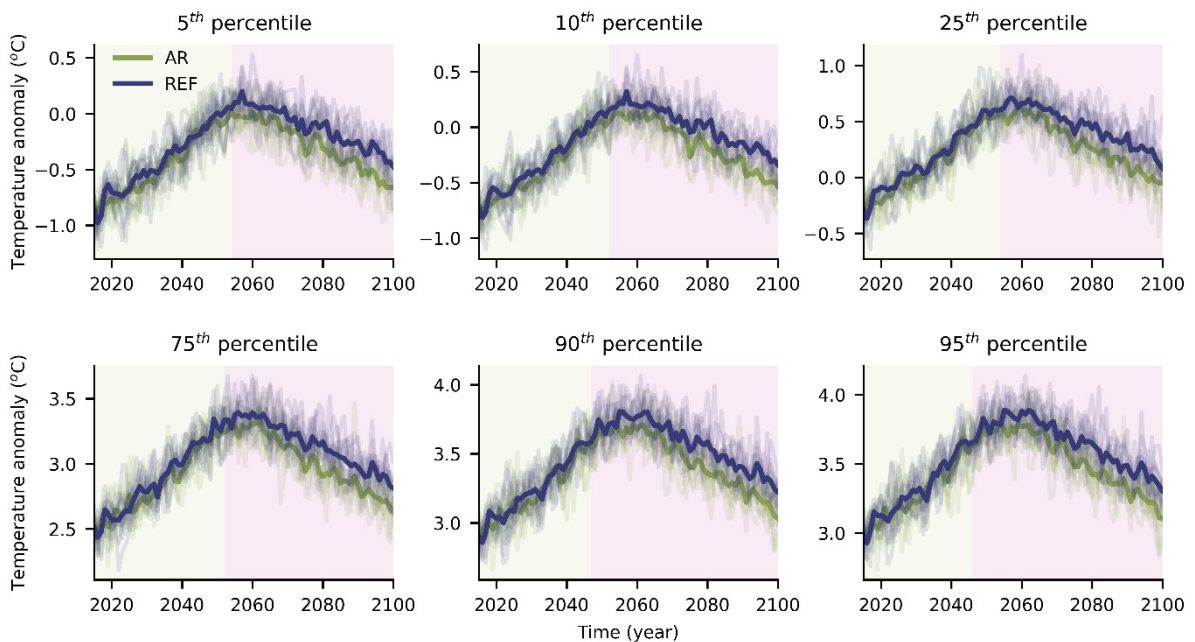 5th percentile
10th percentile
25th percentile
Temperature anomaly (°C)
AR
REF
0.5
0.0
−0.5
−1.0
2020 2040 2060 2080 2100
0.5
0.0
−0.5
−1.0
2020 2040 2060 2080 2100
1.0
0.5
0.0
−0.5
2020 2040 2060 2080 2100
75th percentile
90th percentile
95th percentile
Temperature anomaly (°C)
3.5
3.0
2.5
2020 2040 2060 2080 2100
4.0
3.5
3.0
2020 2040 2060 2080 2100
4.0
3.5
3.0
2020 2040 2060 2080 2100
Time (year)